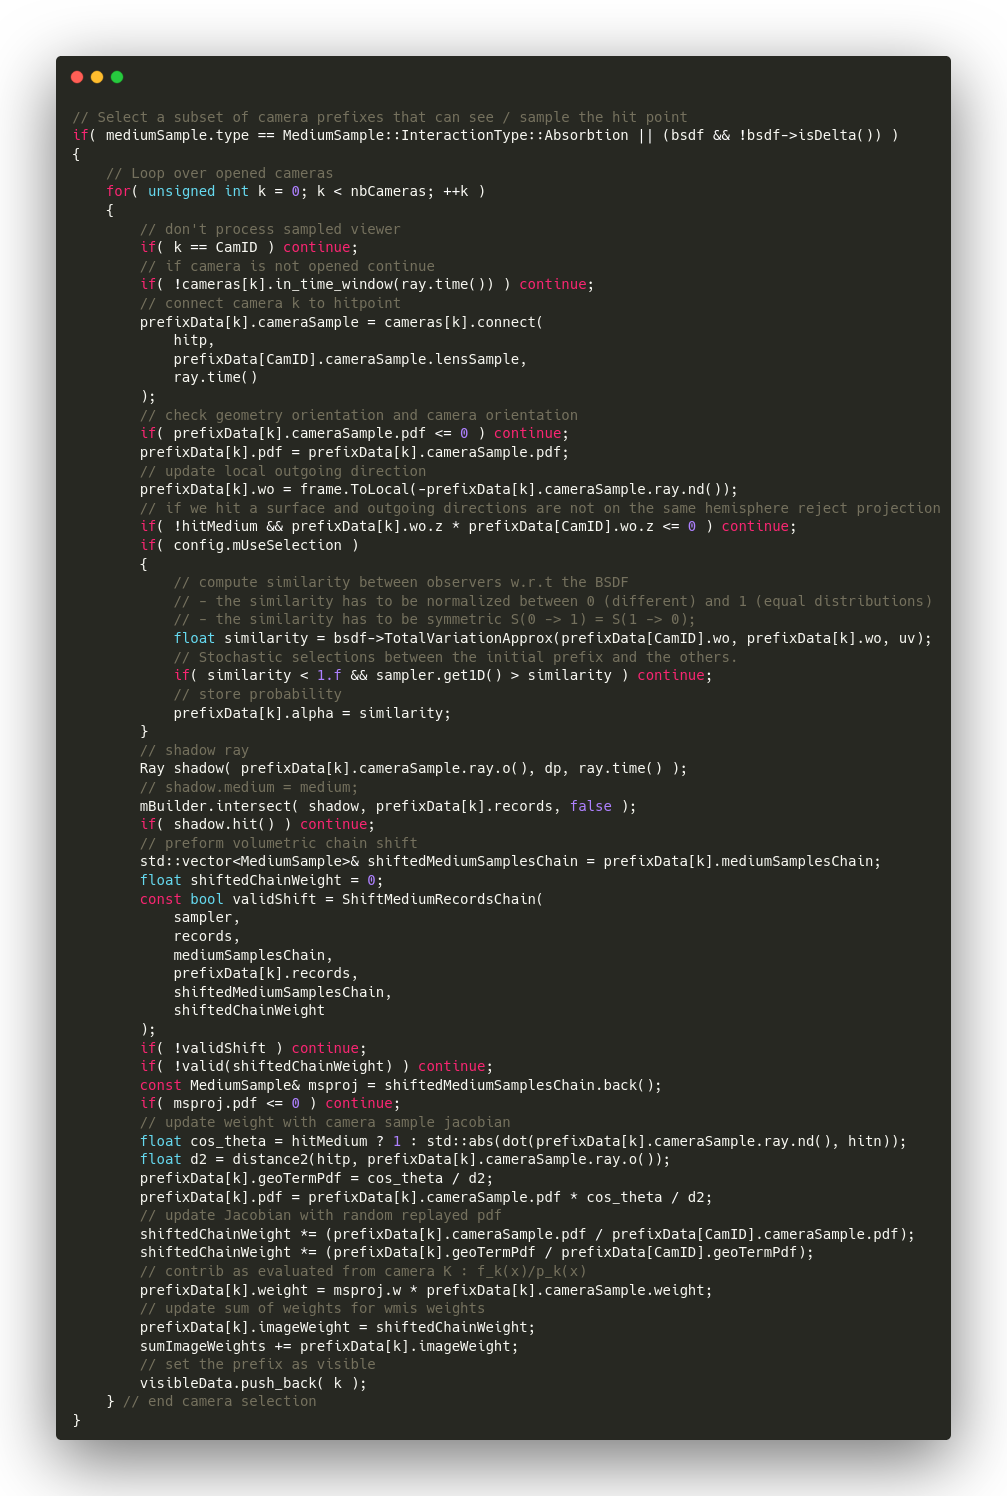 // Select a subset of camera prefixes that can see / sample the hit point
if( mediumSample.type == MediumSample::InteractionType::Absorbtion || (bsdf && !bsdf->isDelta()) )
{
    // Loop over opened cameras
    for( unsigned int k = 0; k < nbCameras; ++k )
    {
        // don't process sampled viewer
        if( k == CamID ) continue;
        // if camera is not opened continue
        if( !cameras[k].in_time_window(ray.time()) ) continue;
        // connect camera k to hitpoint
        prefixData[k].cameraSample = cameras[k].connect(
            hitp,
            prefixData[CamID].cameraSample.lensSample,
            ray.time()
        );
        // check geometry orientation and camera orientation
        if( prefixData[k].cameraSample.pdf <= 0 ) continue;
        prefixData[k].pdf = prefixData[k].cameraSample.pdf;
        // update local outgoing direction
        prefixData[k].wo = frame.ToLocal(-prefixData[k].cameraSample.ray.nd());
        // if we hit a surface and outgoing directions are not on the same hemisphere reject projection
        if( !hitMedium && prefixData[k].wo.z * prefixData[CamID].wo.z <= 0 ) continue;
        if( config.mUseSelection )
        {
            // compute similarity between observers w.r.t the BSDF
            // - the similarity has to be normalized between 0 (different) and 1 (equal distributions)
            // - the similarity has to be symmetric S(0 -> 1) = S(1 -> 0);
            float similarity = bsdf->TotalVariationApprox(prefixData[CamID].wo, prefixData[k].wo, uv);
            // Stochastic selections between the initial prefix and the others.
            if( similarity < 1.f && sampler.get1D() > similarity ) continue;
            // store probability
            prefixData[k].alpha = similarity;
        }
        // shadow ray
        Ray shadow( prefixData[k].cameraSample.ray.o(), dp, ray.time() );
        // shadow.medium = medium;
        mBuilder.intersect( shadow, prefixData[k].records, false );
        if( shadow.hit() ) continue;
        // preform volumetric chain shift
        std::vector<MediumSample>& shiftedMediumSamplesChain = prefixData[k].mediumSamplesChain;
        float shiftedChainWeight = 0;
        const bool validShift = ShiftMediumRecordsChain(
            sampler,
            records,
            mediumSamplesChain,
            prefixData[k].records,
            shiftedMediumSamplesChain,
            shiftedChainWeight
        );
        if( !validShift ) continue;
        if( !valid(shiftedChainWeight) ) continue;
        const MediumSample& msproj = shiftedMediumSamplesChain.back();
        if( msproj.pdf <= 0 ) continue;
        // update weight with camera sample jacobian
        float cos_theta = hitMedium ? 1 : std::abs(dot(prefixData[k].cameraSample.ray.nd(), hitn));
        float d2 = distance2(hitp, prefixData[k].cameraSample.ray.o());
        prefixData[k].geoTermPdf = cos_theta / d2;
        prefixData[k].pdf = prefixData[k].cameraSample.pdf * cos_theta / d2;
        // update Jacobian with random replayed pdf
        shiftedChainWeight *= (prefixData[k].cameraSample.pdf / prefixData[CamID].cameraSample.pdf);
        shiftedChainWeight *= (prefixData[k].geoTermPdf / prefixData[CamID].geoTermPdf);
        // contrib as evaluated from camera K : f_k(x)/p_k(x)
        prefixData[k].weight = msproj.w * prefixData[k].cameraSample.weight;
        // update sum of weights for wmis weights
        prefixData[k].imageWeight = shiftedChainWeight;
        sumImageWeights += prefixData[k].imageWeight;
        // set the prefix as visible
        visibleData.push_back( k );
    } // end camera selection
}